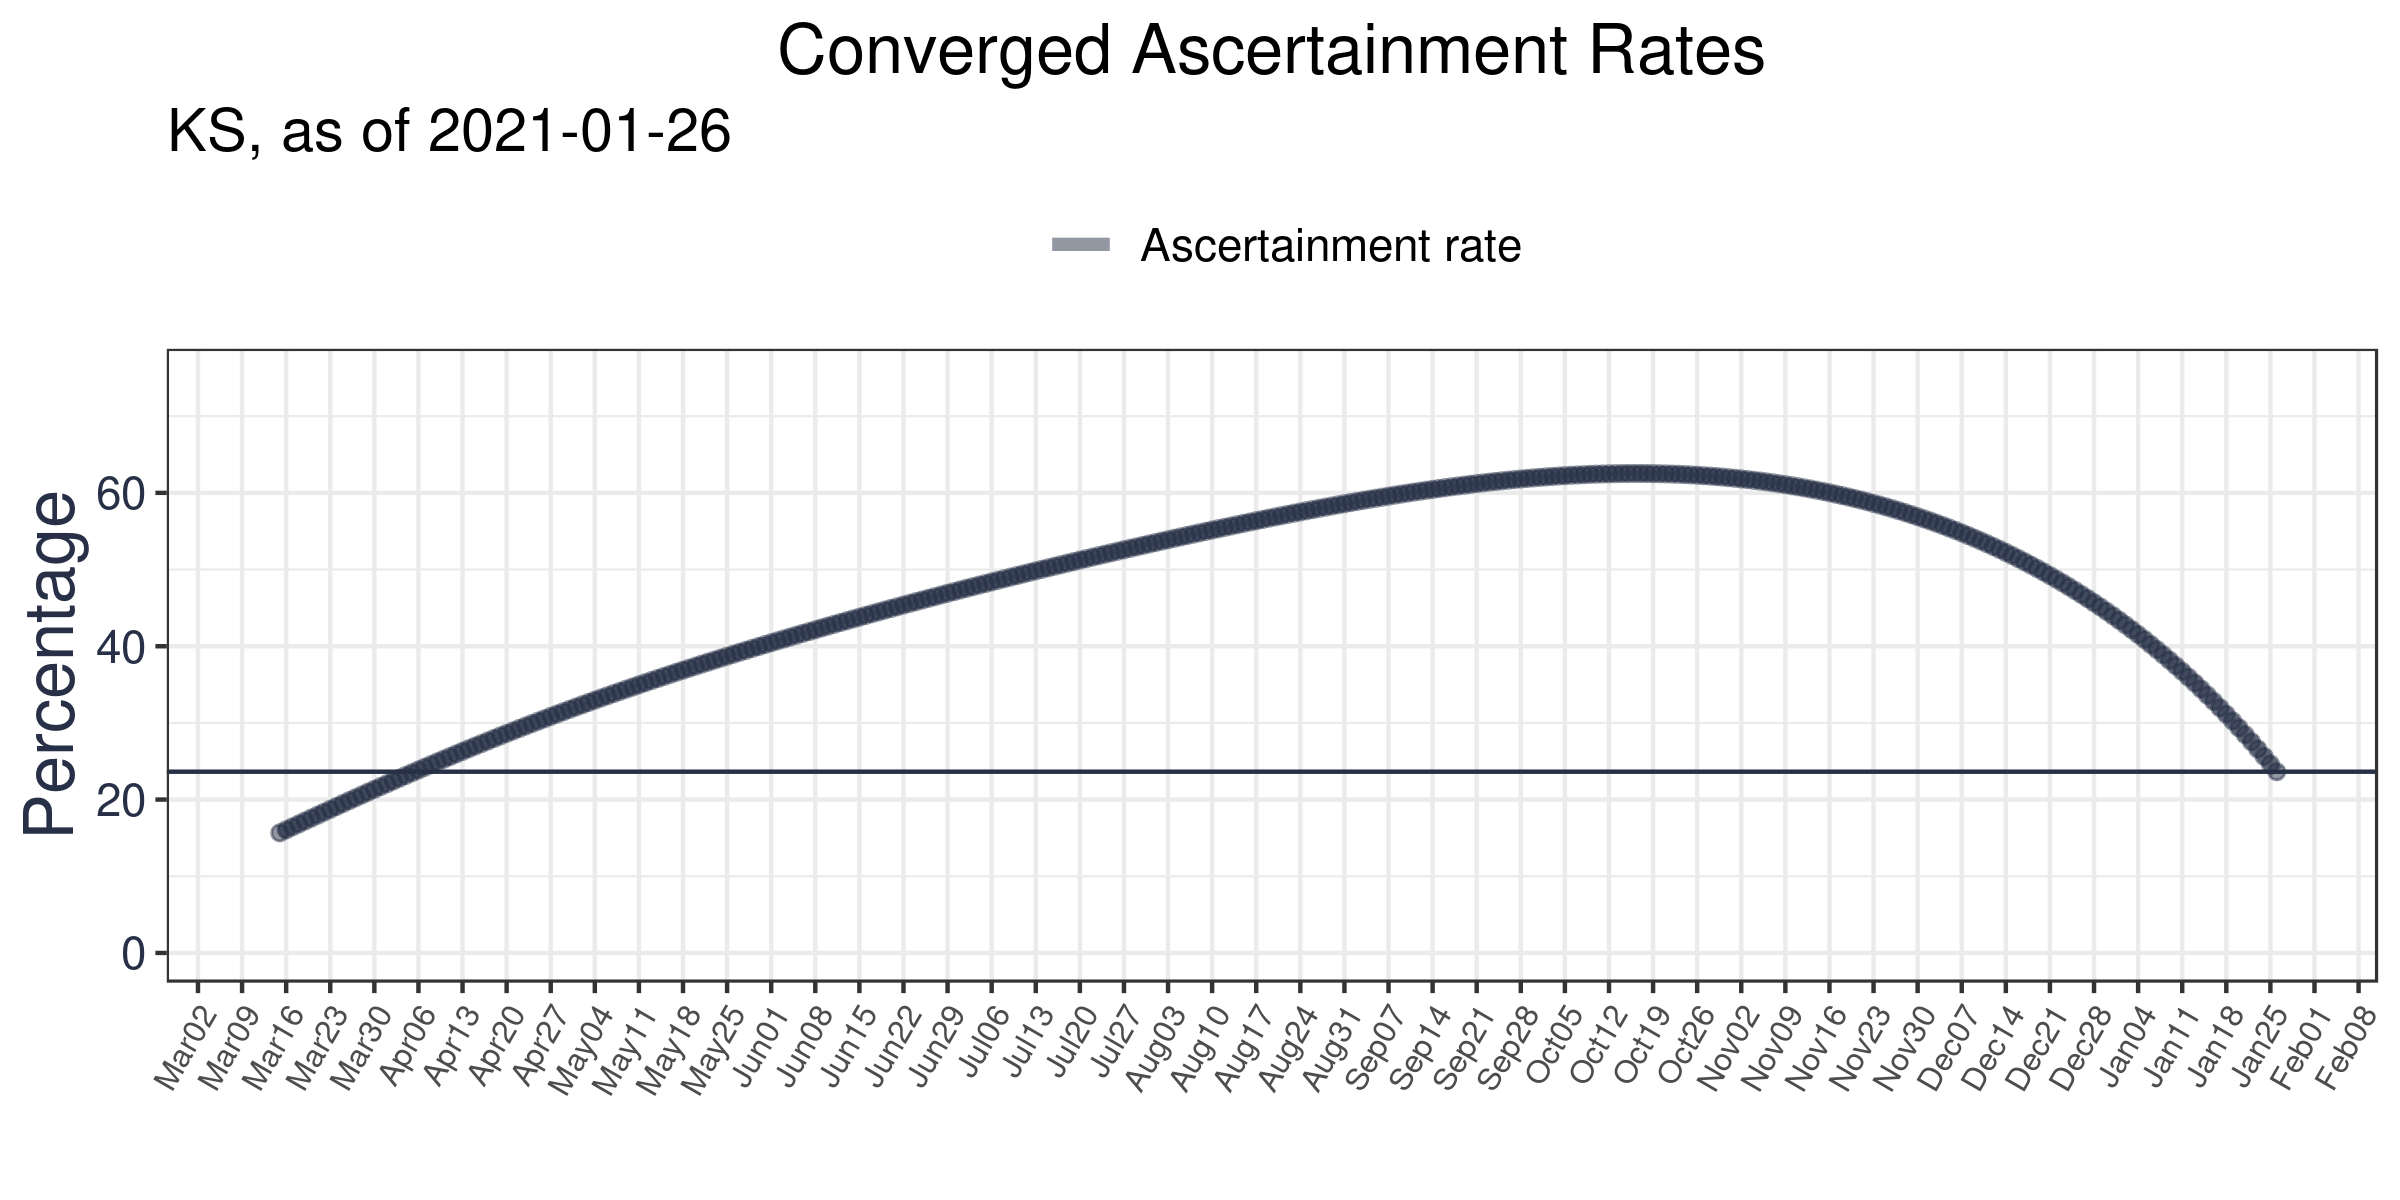 Converged Ascertainment Rates
KS, as of 2021-01-26
Ascertainment rate
Percentage
60
40
20
0
Mar02
Mar09
Mar16
Mar23
Mar30
Apr06
Apr13
Apr20
Apr27
May04
May11
May18
May25
Jun01
Jun08
Jun15
Jun22
Jun29
Jul06
Jul13
Jul20
Jul27
Aug03
Aug10
Aug17
Aug24
Aug31
Sep07
Sep14
Sep21
Sep28
Oct05
Oct12
Oct19
Oct26
Nov02
Nov09
Nov16
Nov23
Nov30
Dec07
Dec14
Dec21
Dec28
Jan04
Jan11
Jan18
Jan25
Feb01
Feb08